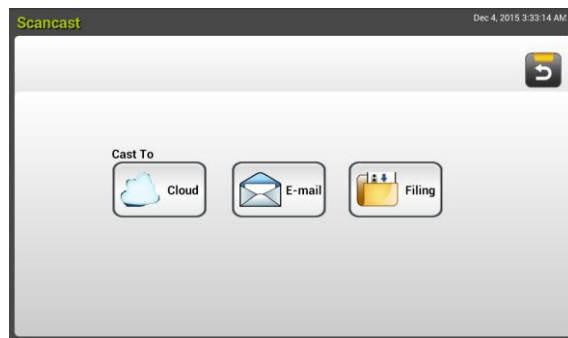 Scancast
Dec 4, 2015 3:33:14 AM
Cast To
Cloud
E-mail
Filing